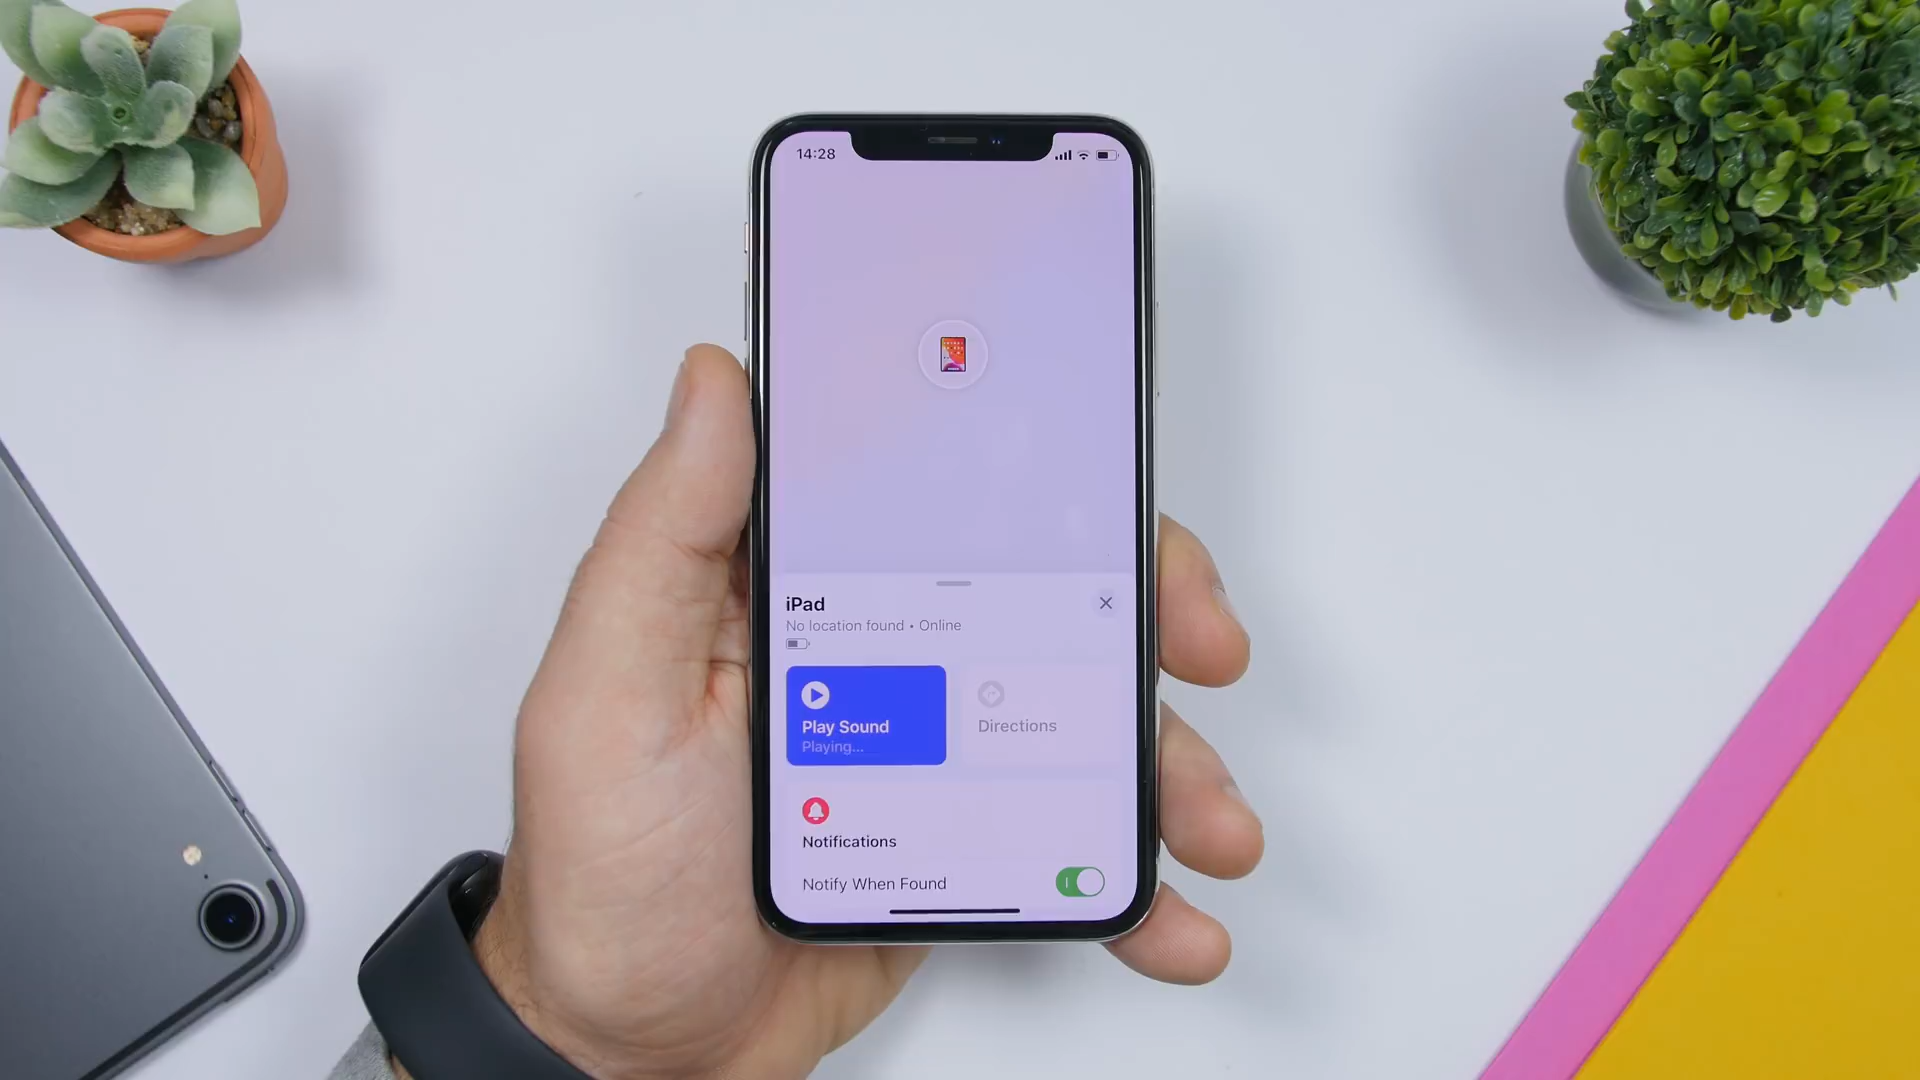 14:28
iPad
No location found • Online
Play Sound
Playing...
Directions
Notifications
Notify When Found